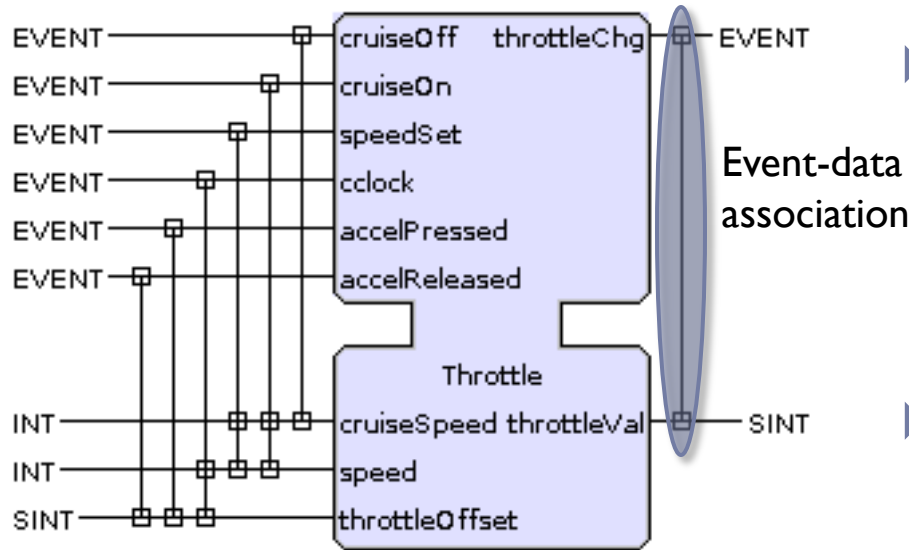 EVENT cruiseOff throttleChg EVENT
EVENT cruiseOn
EVENT speedSet
EVENT cclock
EVENT accelPressed
EVENT accelReleased
Event-data
association
Throttle
INT cruiseSpeed throttleVal SINT
INT speed
SINT throttleOffset